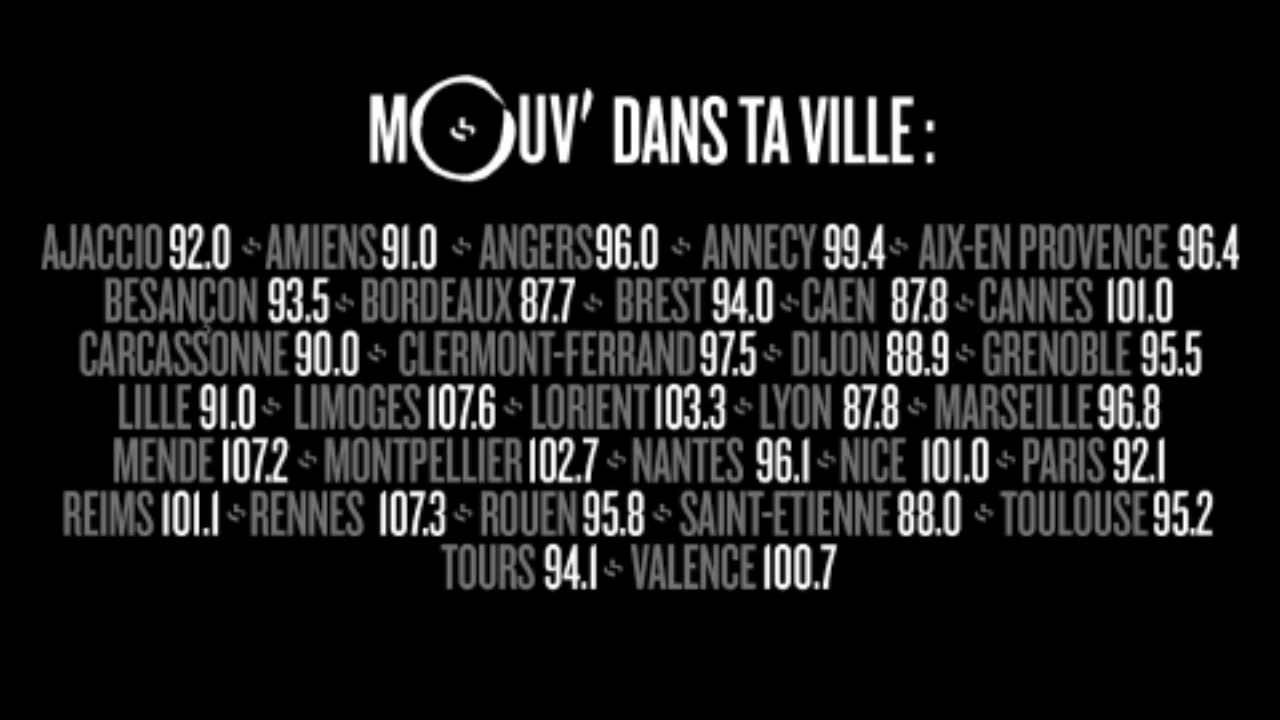 MOUV' DANS TA VILLE :
AJACCIO 92.0 AMIENS 91.0 ANGERS 96.0 ANNECY 99.4 AIX-EN PROVENCE 96.4
BESANÇON 93.5 BORDEAUX 87.7 BREST 94.0 CAEN 87.8 CANNES 101.0
CARCASSONNE 90.0 CLERMONT-FERRAND 97.5 DIJON 88.9 GRENOBLE 95.5
LILLE 91.0 LIMOGES 107.6 LORIENT 103.3 LYON 87.8 MARSEILLE 96.8
MENDE 107.2 MONTPELLIER 102.7 NANTES 96.1 NICE 101.0 PARIS 92.1
REIMS 101.1 RENNES 107.3 ROUEN 95.8 SAINT-ETIENNE 88.0 TOULOUSE 95.2
TOURS 94.1 VALENCE 100.7